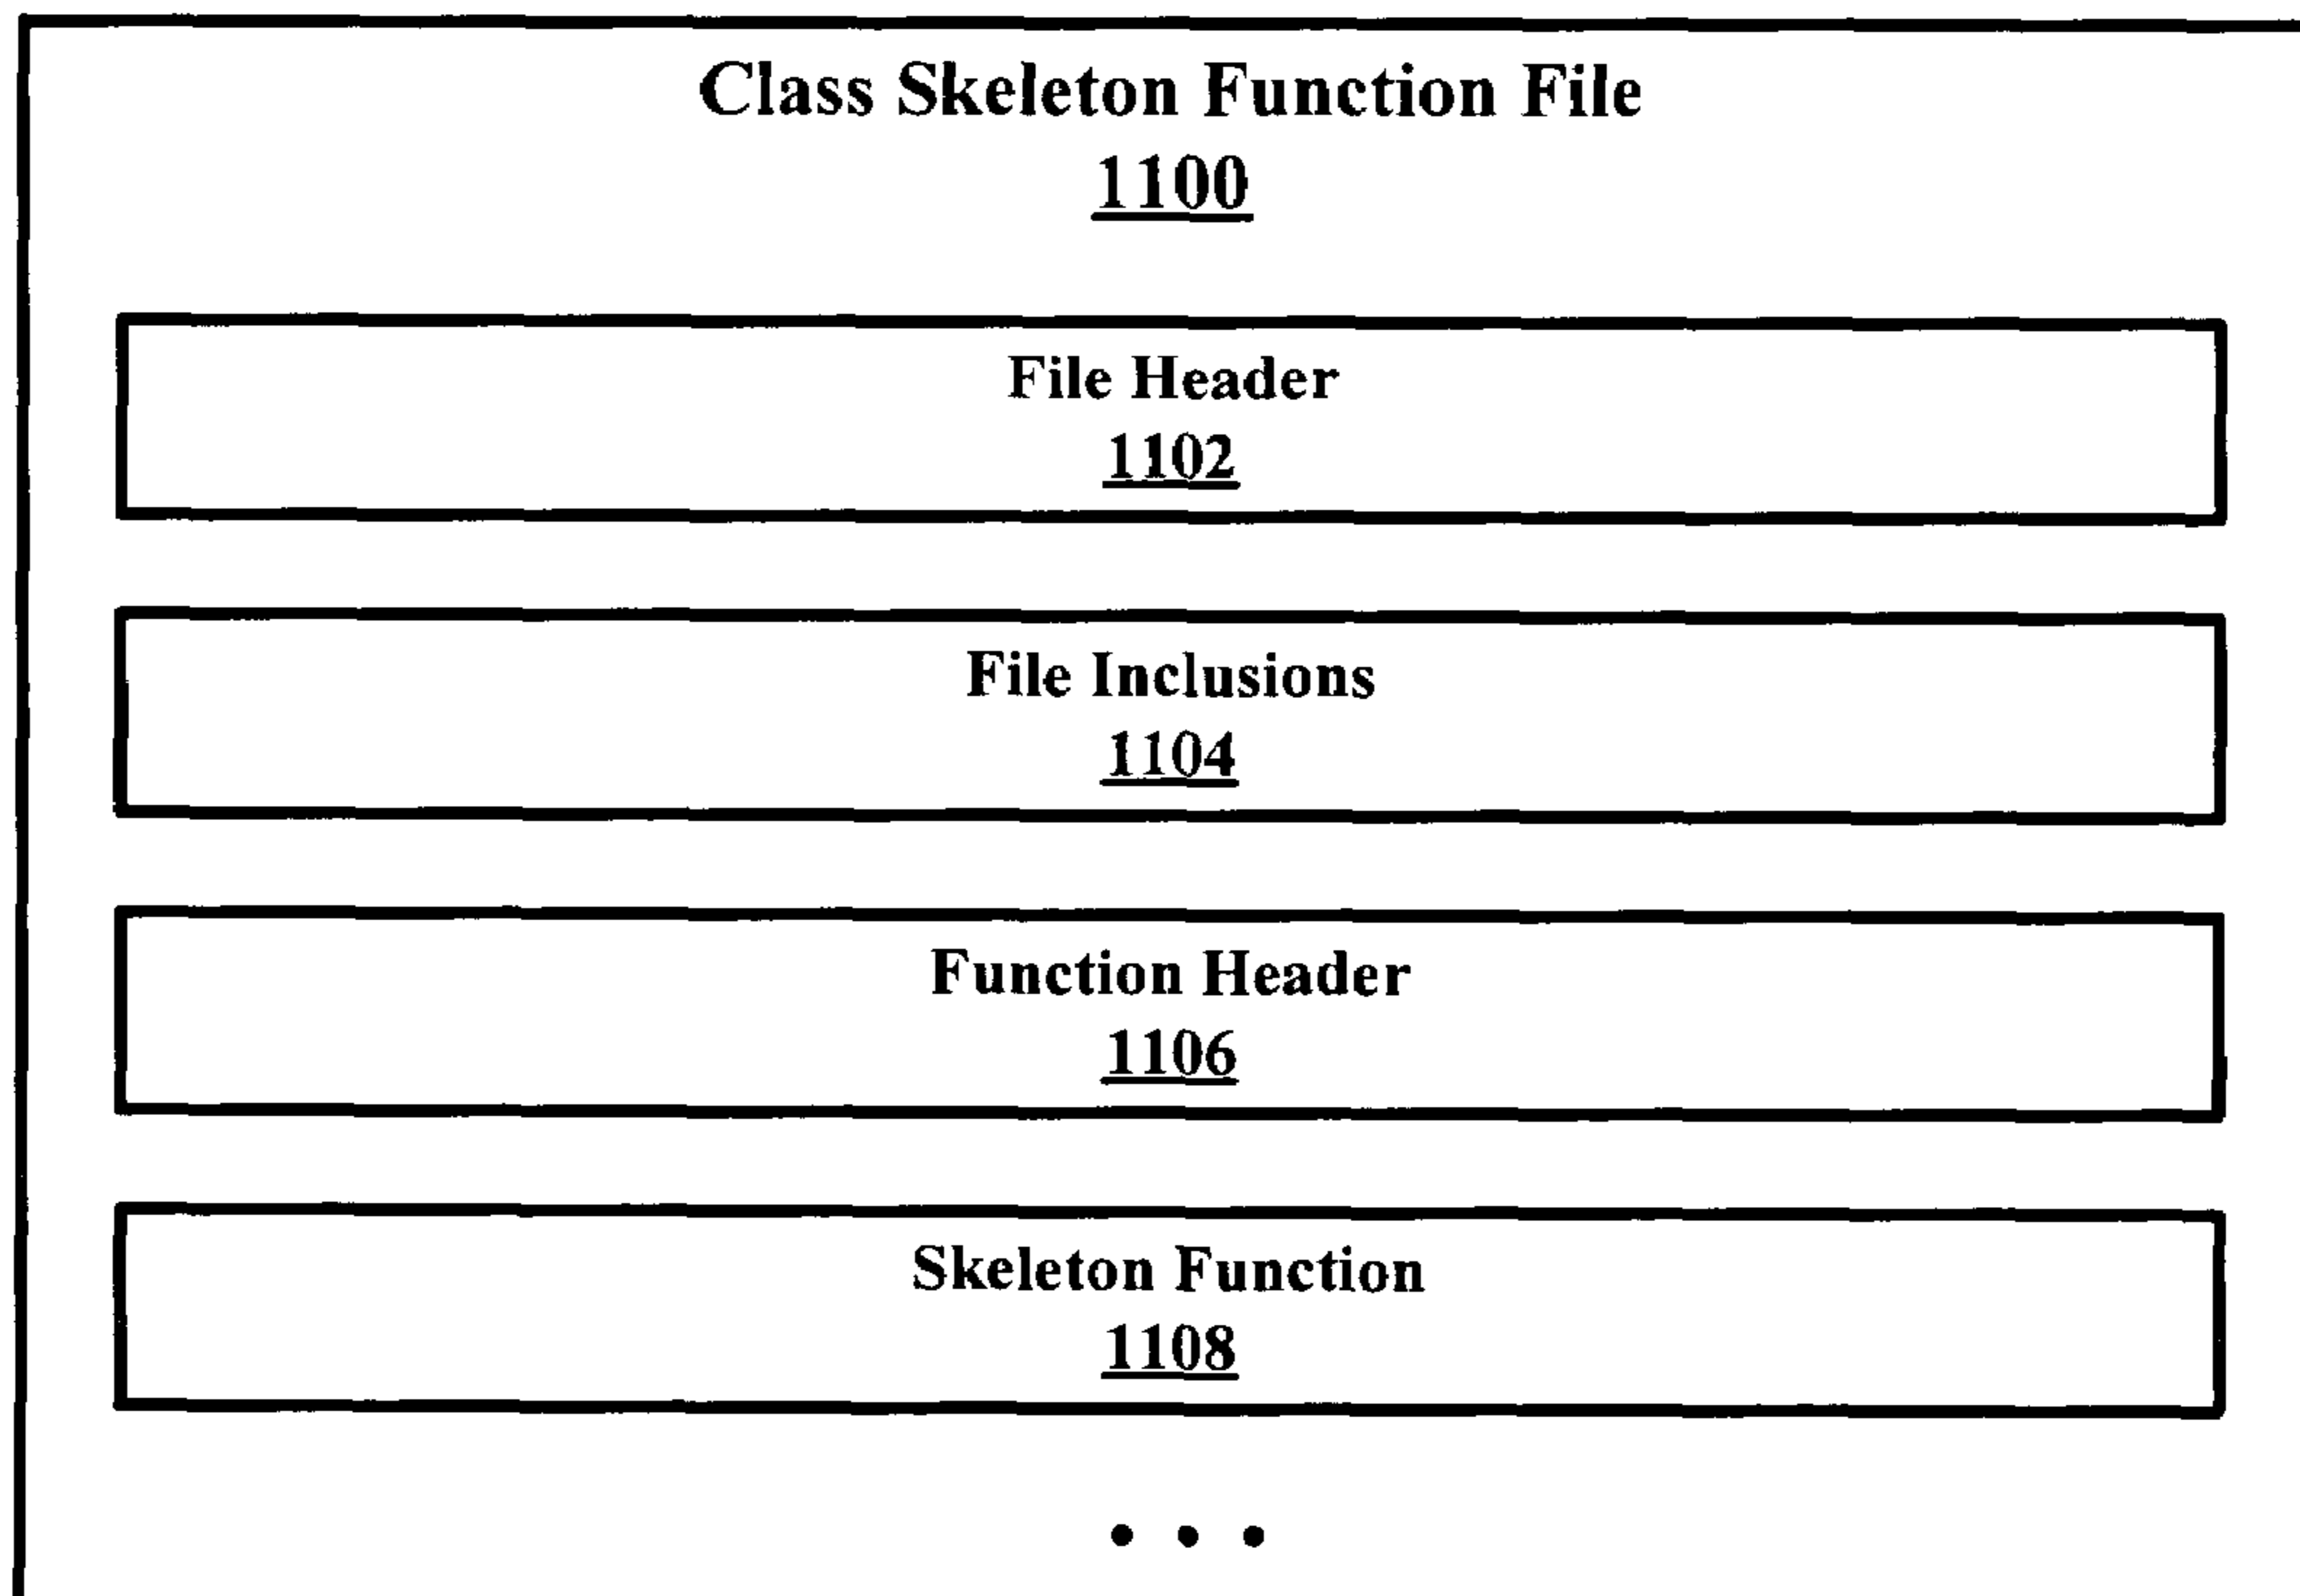 Class Skeleton Function File
1100
File Header
1102
File Inclusions
1104
Function Header
1106
Skeleton Function
1108
• • •